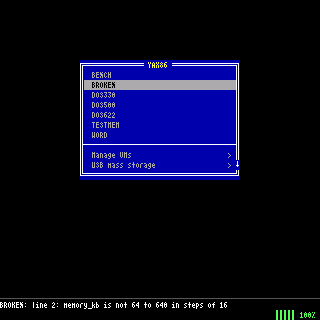 YAX86
BENCH
BROKEN
DOS330
DOS500
DOS622
TESTMEM
WORD
Manage VMs >
USB mass storage >
BROKEN: line 2: memory_kb is not 64 to 640 in steps of 16
100%